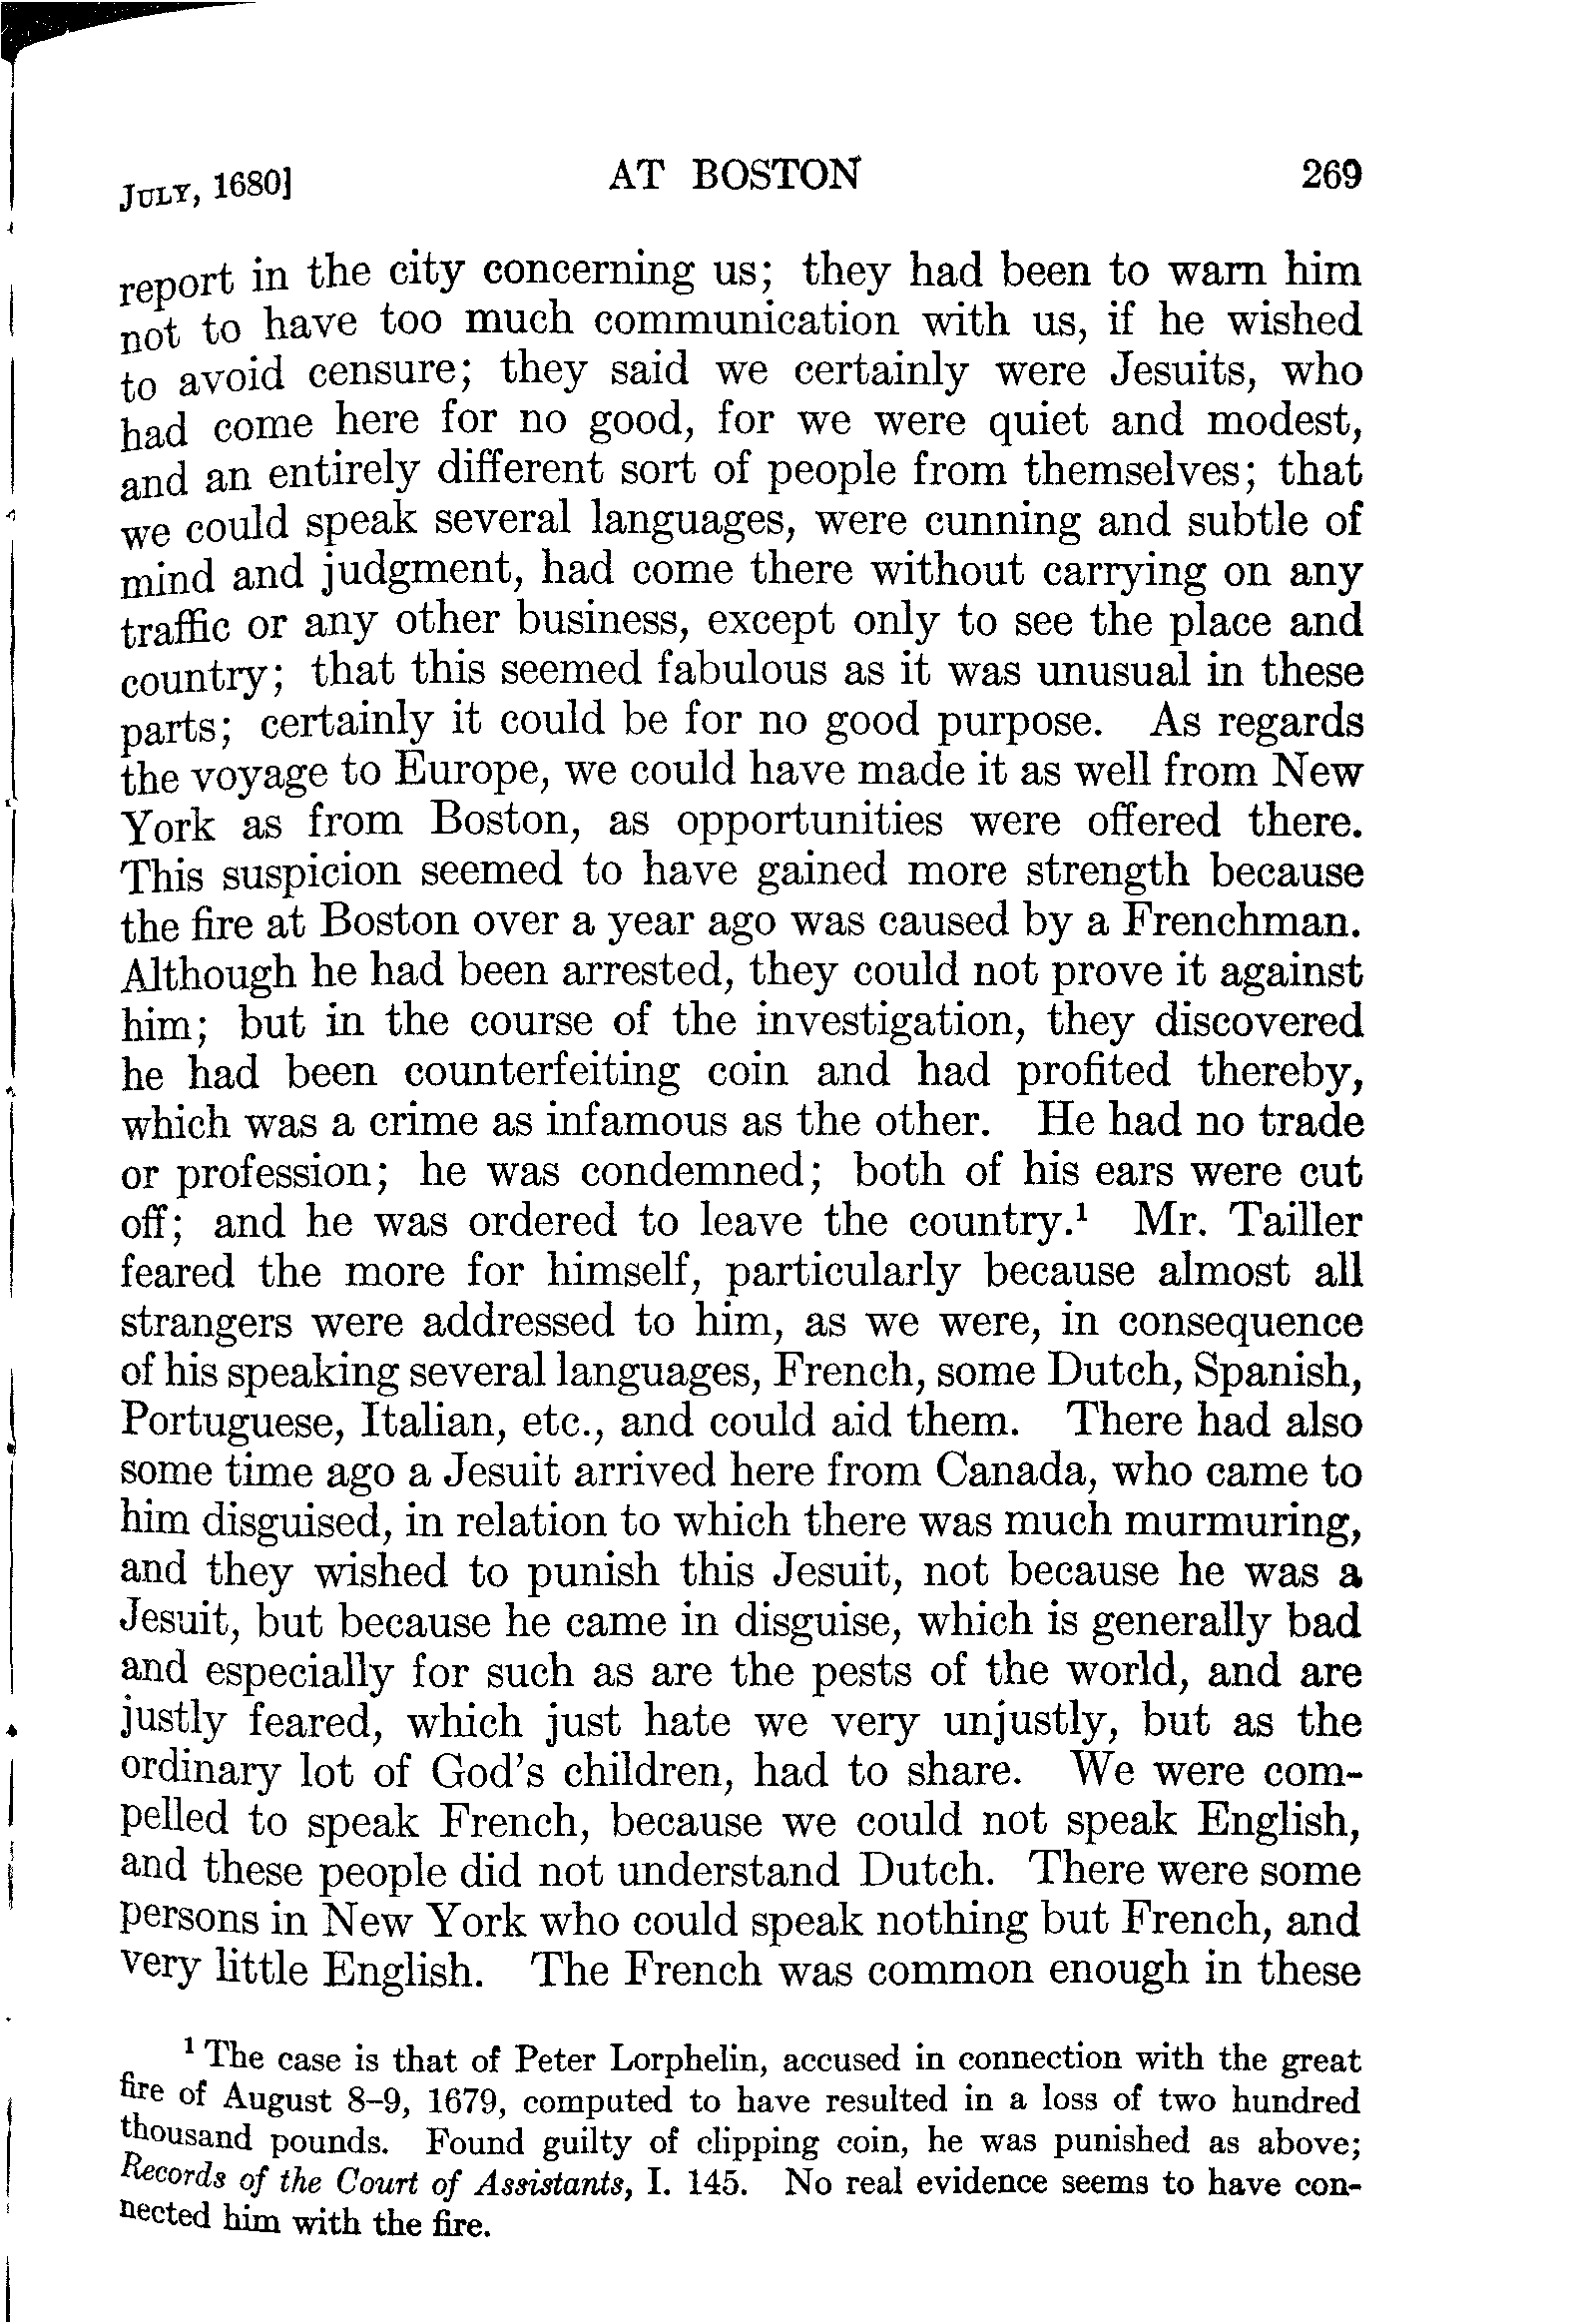 JULY, 1680] AT BOSTON 269
report in the city concerning us; they had been to warn him
not to have too much communication with us, if he wished
to avoid censure; they said we certainly were Jesuits, who
had come here for no good, for we were quiet and modest,
and an entirely different sort of people from themselves; that
we could speak several languages, were cunning and subtle of
mind and judgment, had come there without carrying on any
traffic or any other business, except only to see the place and
country; that this seemed fabulous as it was unusual in these
parts; certainly it could be for no good purpose. As regards
the voyage to Europe, we could have made it as well from New
York as from Boston, as opportunities were offered there.
This suspicion seemed to have gained more strength because
the fire at Boston over a year ago was caused by a Frenchman.
Although he had been arrested, they could not prove it against
him; but in the course of the investigation, they discovered
he had been counterfeiting coin and had profited thereby,
which was a crime as infamous as the other. He had no trade
or profession; he was condemned; both of his ears were cut
off; and he was ordered to leave the country.¹ Mr. Tailler
feared the more for himself, particularly because almost all
strangers were addressed to him, as we were, in consequence
of his speaking several languages, French, some Dutch, Spanish,
Portuguese, Italian, etc., and could aid them. There had also
some time ago a Jesuit arrived here from Canada, who came to
him disguised, in relation to which there was much murmuring,
and they wished to punish this Jesuit, not because he was a
Jesuit, but because he came in disguise, which is generally bad
and especially for such as are the pests of the world, and are
justly feared, which just hate we very unjustly, but as the
ordinary lot of God's children, had to share. We were com-
pelled to speak French, because we could not speak English,
and these people did not understand Dutch. There were some
persons in New York who could speak nothing but French, and
very little English. The French was common enough in these
¹ The case is that of Peter Lorphelin, accused in connection with the great
fire of August 8–9, 1679, computed to have resulted in a loss of two hundred
thousand pounds. Found guilty of clipping coin, he was punished as above;
Records of the Court of Assistants, I. 145. No real evidence seems to have con-
nected him with the fire.